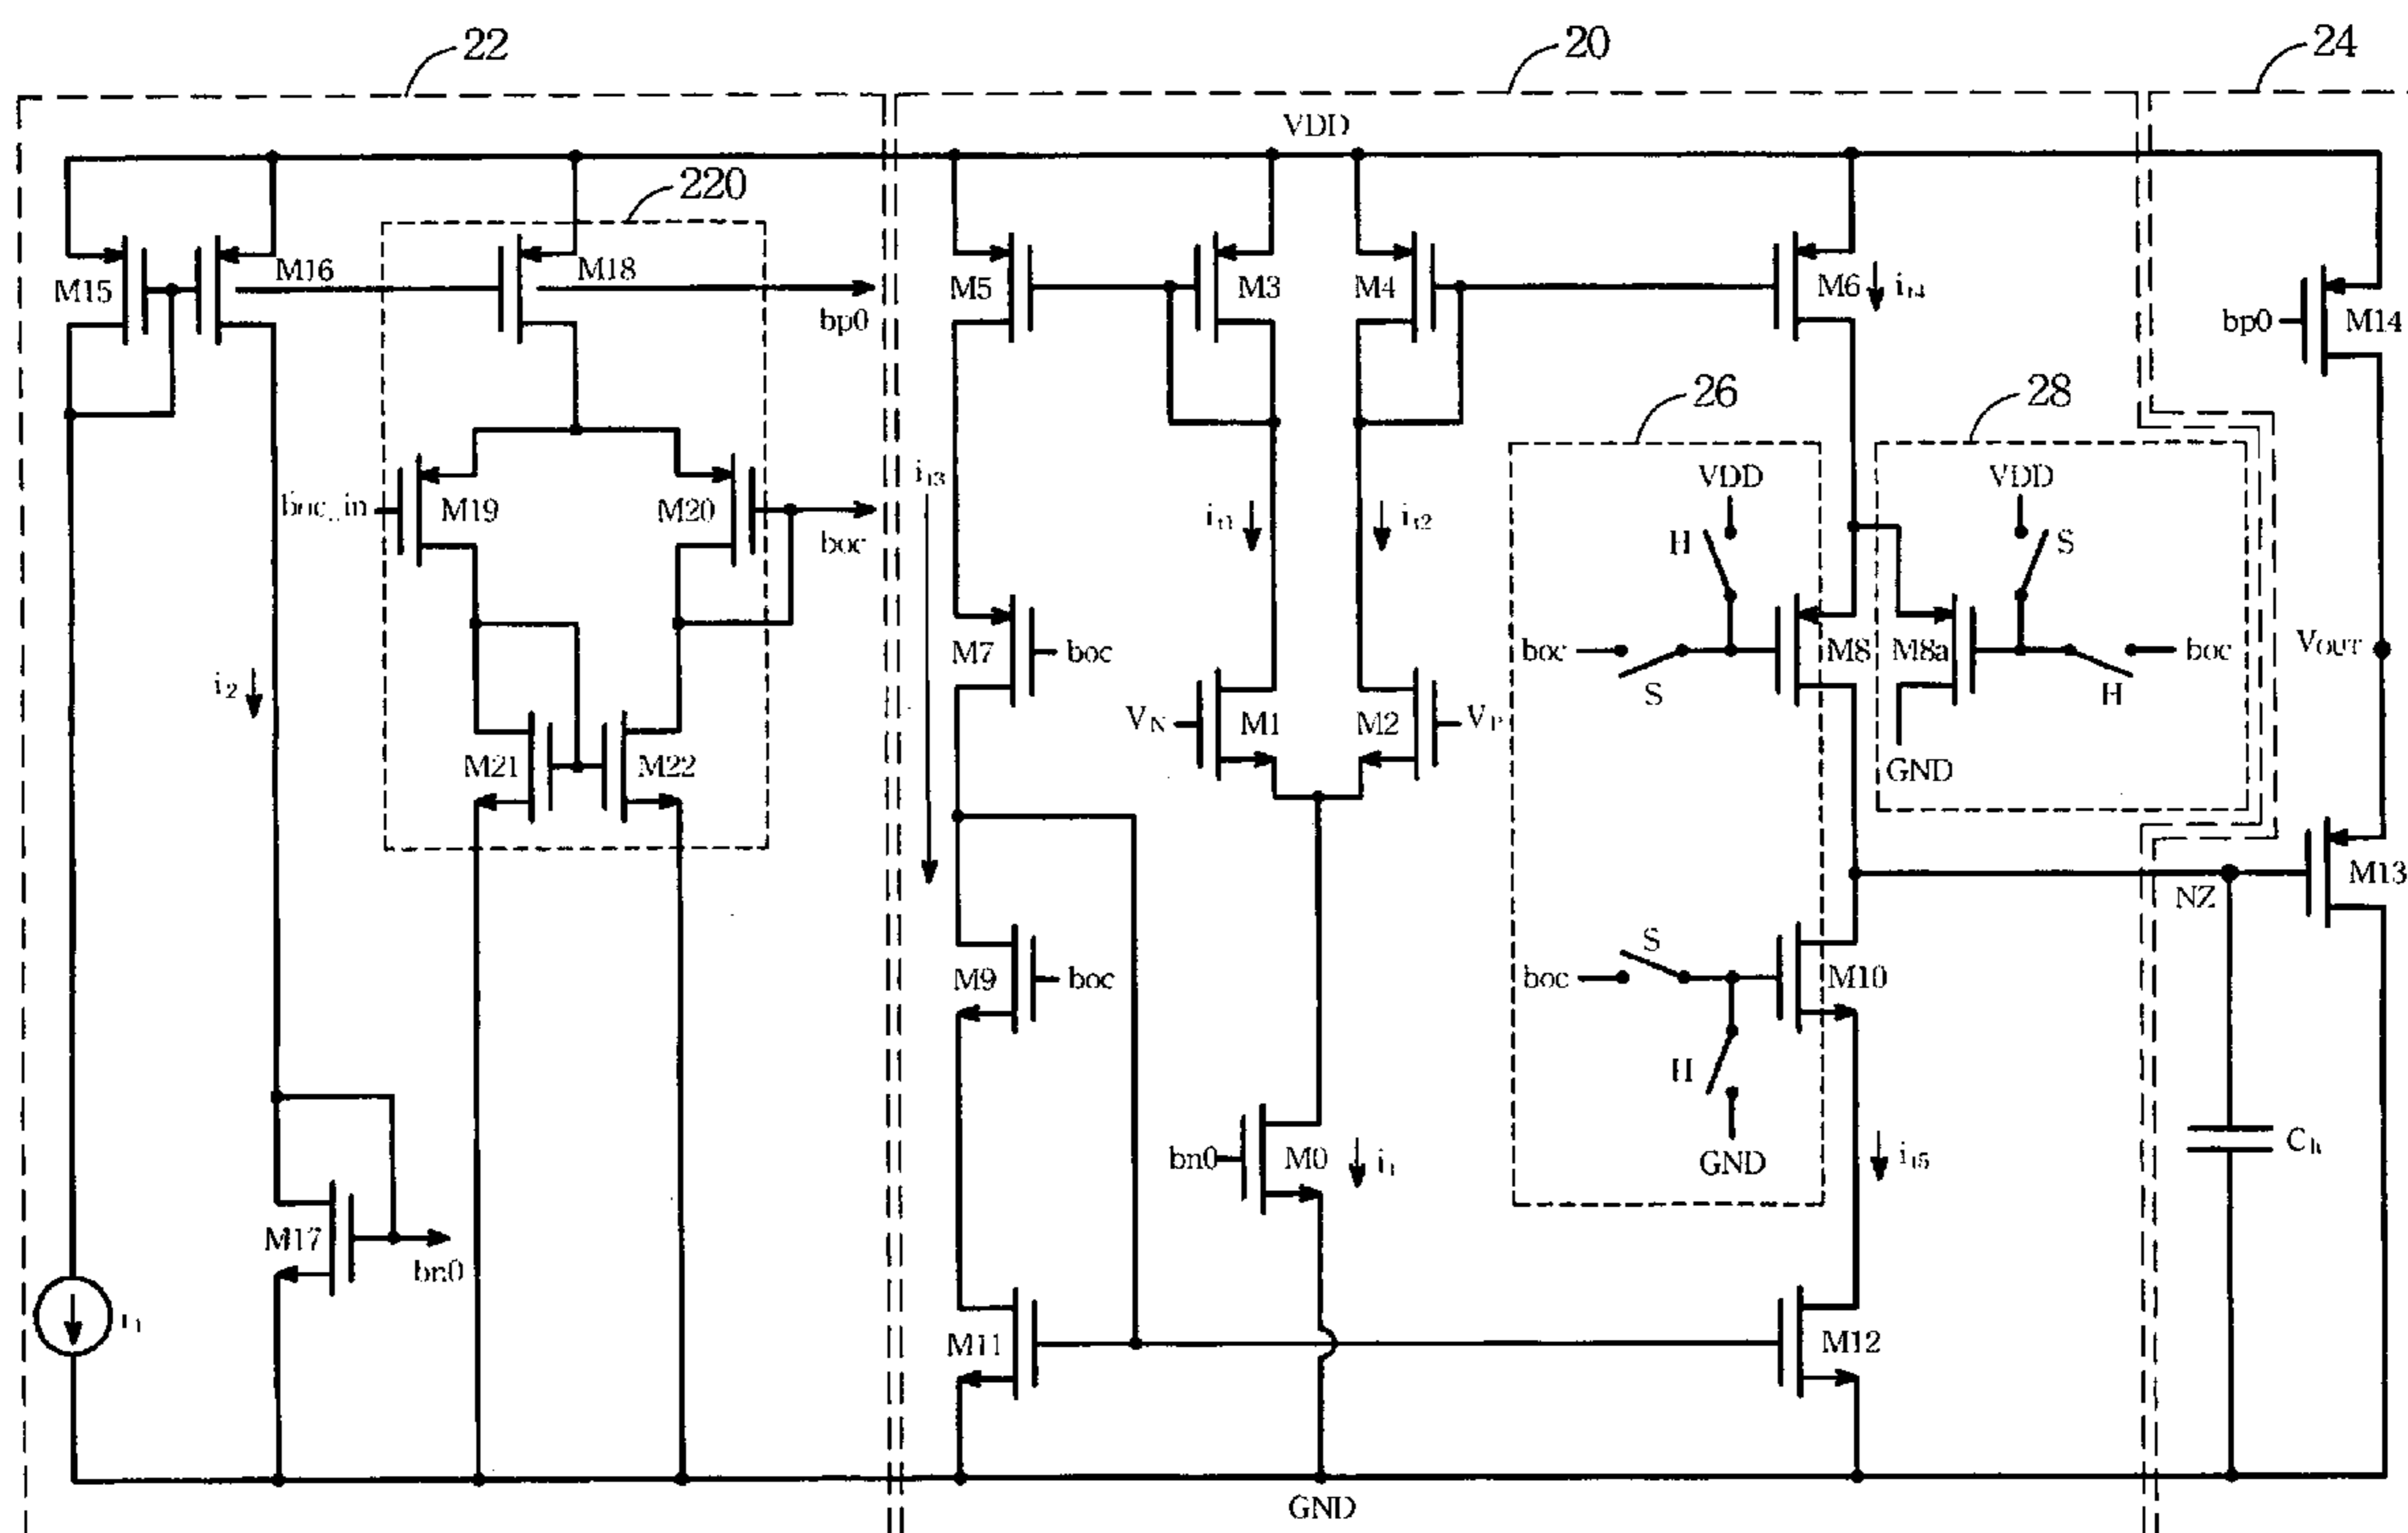 22
20
24
VDD
220
M15
M16
M18
bp0
M5
M3
M4
M6
i14
bp0
M14
26
28
boc_in
M19
M20
boc
i13
i11
i12
VDD
H
VDD
S
i2
M7
boc
boc
S
M8
M8a
boc
H
VOUT
VN
M1
M2
VP
GND
M21
M22
NZ
M13
M9
boc
boc
S
M10
H
GND
bn0
M0
i1
i15
Ch
M17
bn0
i1
M11
M12
GND